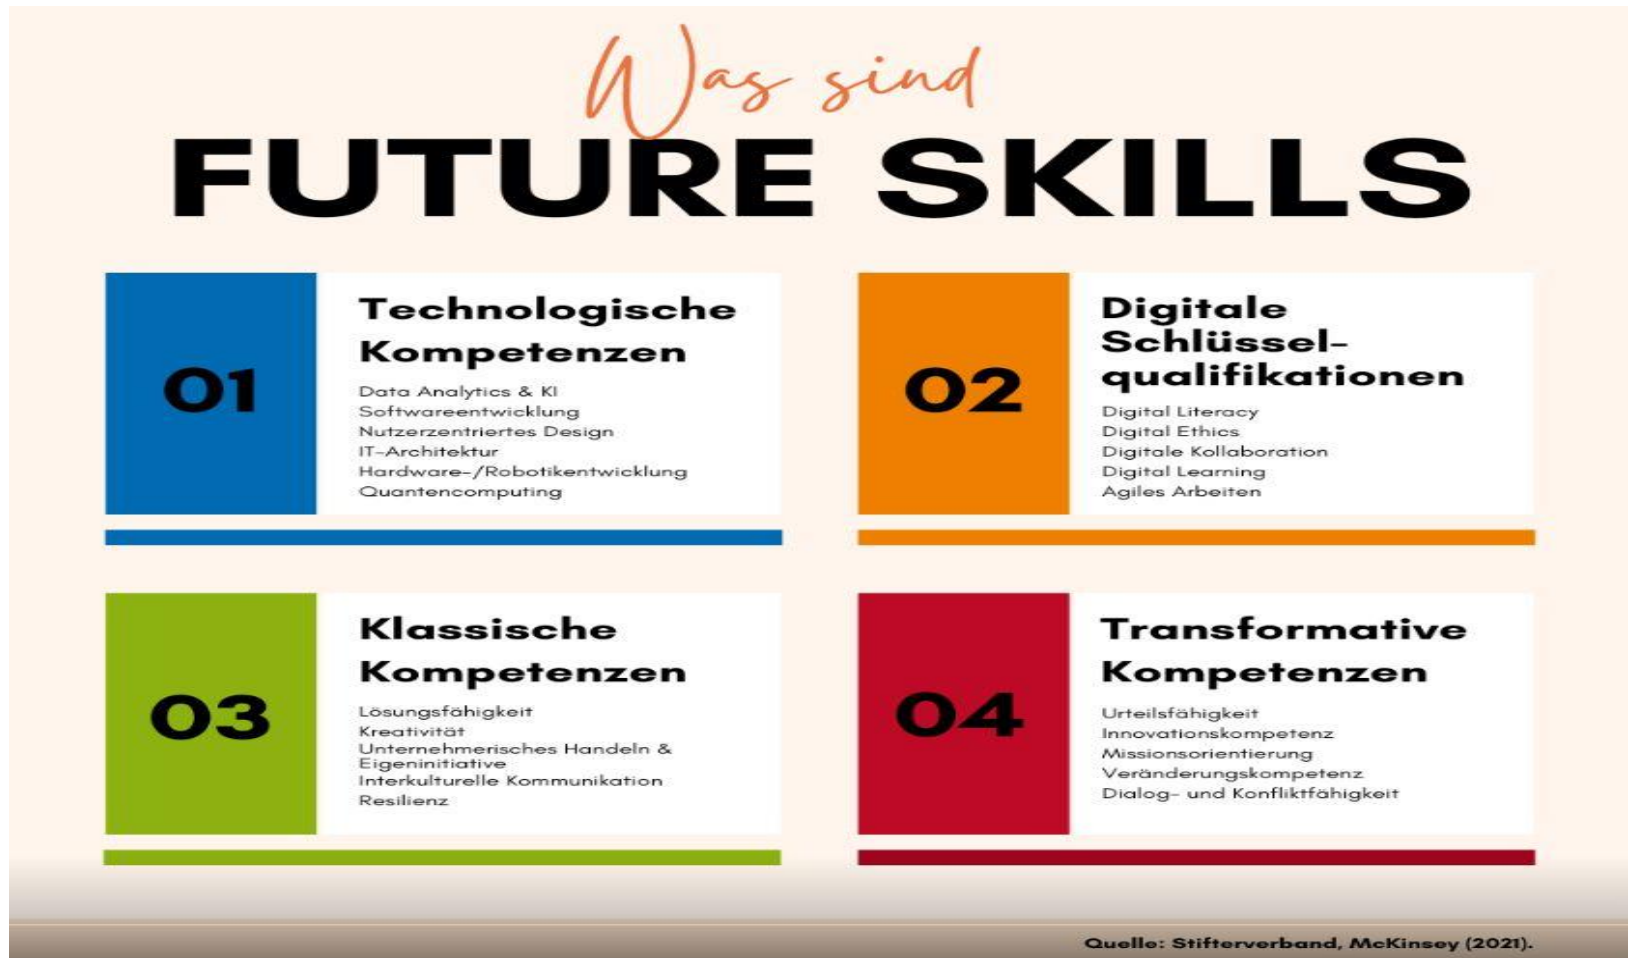 Was sind
FUTURE SKILLS
01
Technologische
Kompetenzen
Data Analytics & KI
Softwareentwicklung
Nutzerzentriertes Design
IT-Architektur
Hardware-/Robotikentwicklung
Quantencomputing
02
Digitale
Schlüssel-
qualifikationen
Digital Literacy
Digital Ethics
Digitale Kollaboration
Digital Learning
Agiles Arbeiten
03
Klassische
Kompetenzen
Lösungsfähigkeit
Kreativität
Unternehmerisches Handeln &
Eigeninitiative
Interkulturelle Kommunikation
Resilienz
04
Transformative
Kompetenzen
Urteilsfähigkeit
Innovationskompetenz
Missionsorientierung
Veränderungskompetenz
Dialog- und Konfliktfähigkeit
Quelle: Stifterverband, McKinsey (2021).